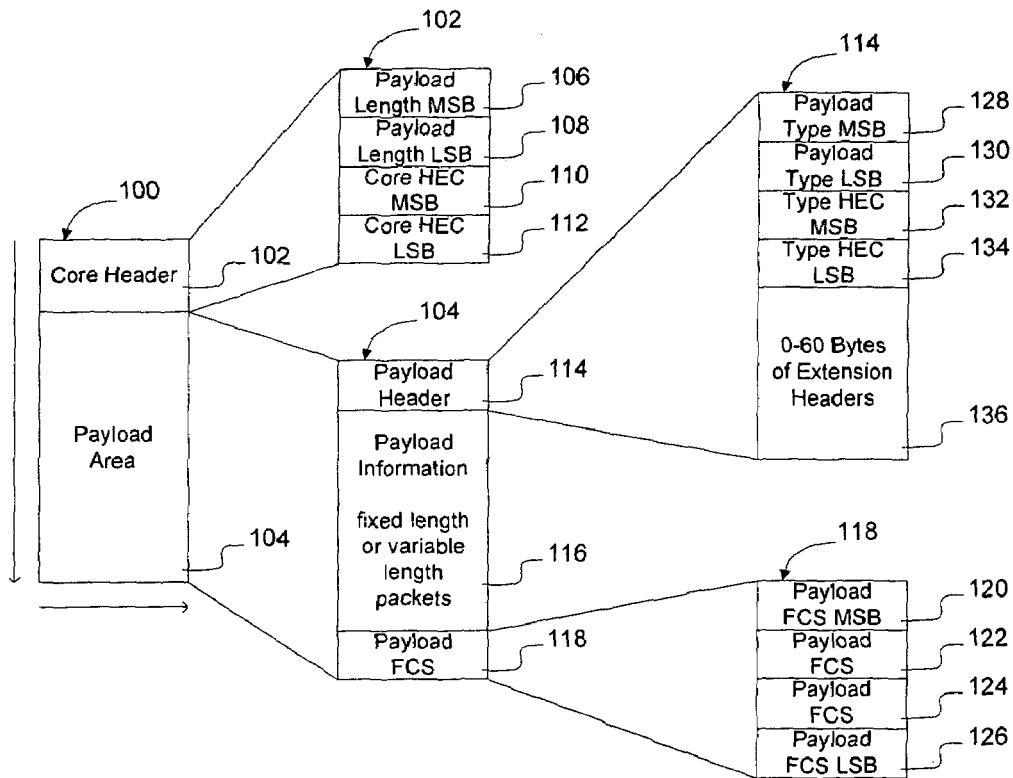 100
Core Header
102
Payload
Area
104
102
Payload
Length MSB
106
Payload
Length LSB
108
Core HEC
MSB
110
Core HEC
LSB
112
104
Payload
Header
114
Payload
Information
fixed length
or variable
length
packets
116
Payload
FCS
118
114
Payload
Type MSB
128
Payload
Type LSB
130
Type HEC
MSB
132
Type HEC
LSB
134
0-60 Bytes
of Extension
Headers
136
118
Payload
FCS MSB
120
Payload
FCS
122
Payload
FCS
124
Payload
FCS LSB
126